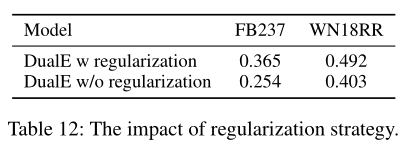 Model FB237 WN18RR
DualE w regularization 0.365 0.492
DualE w/o regularization 0.254 0.403
Table 12: The impact of regularization strategy.